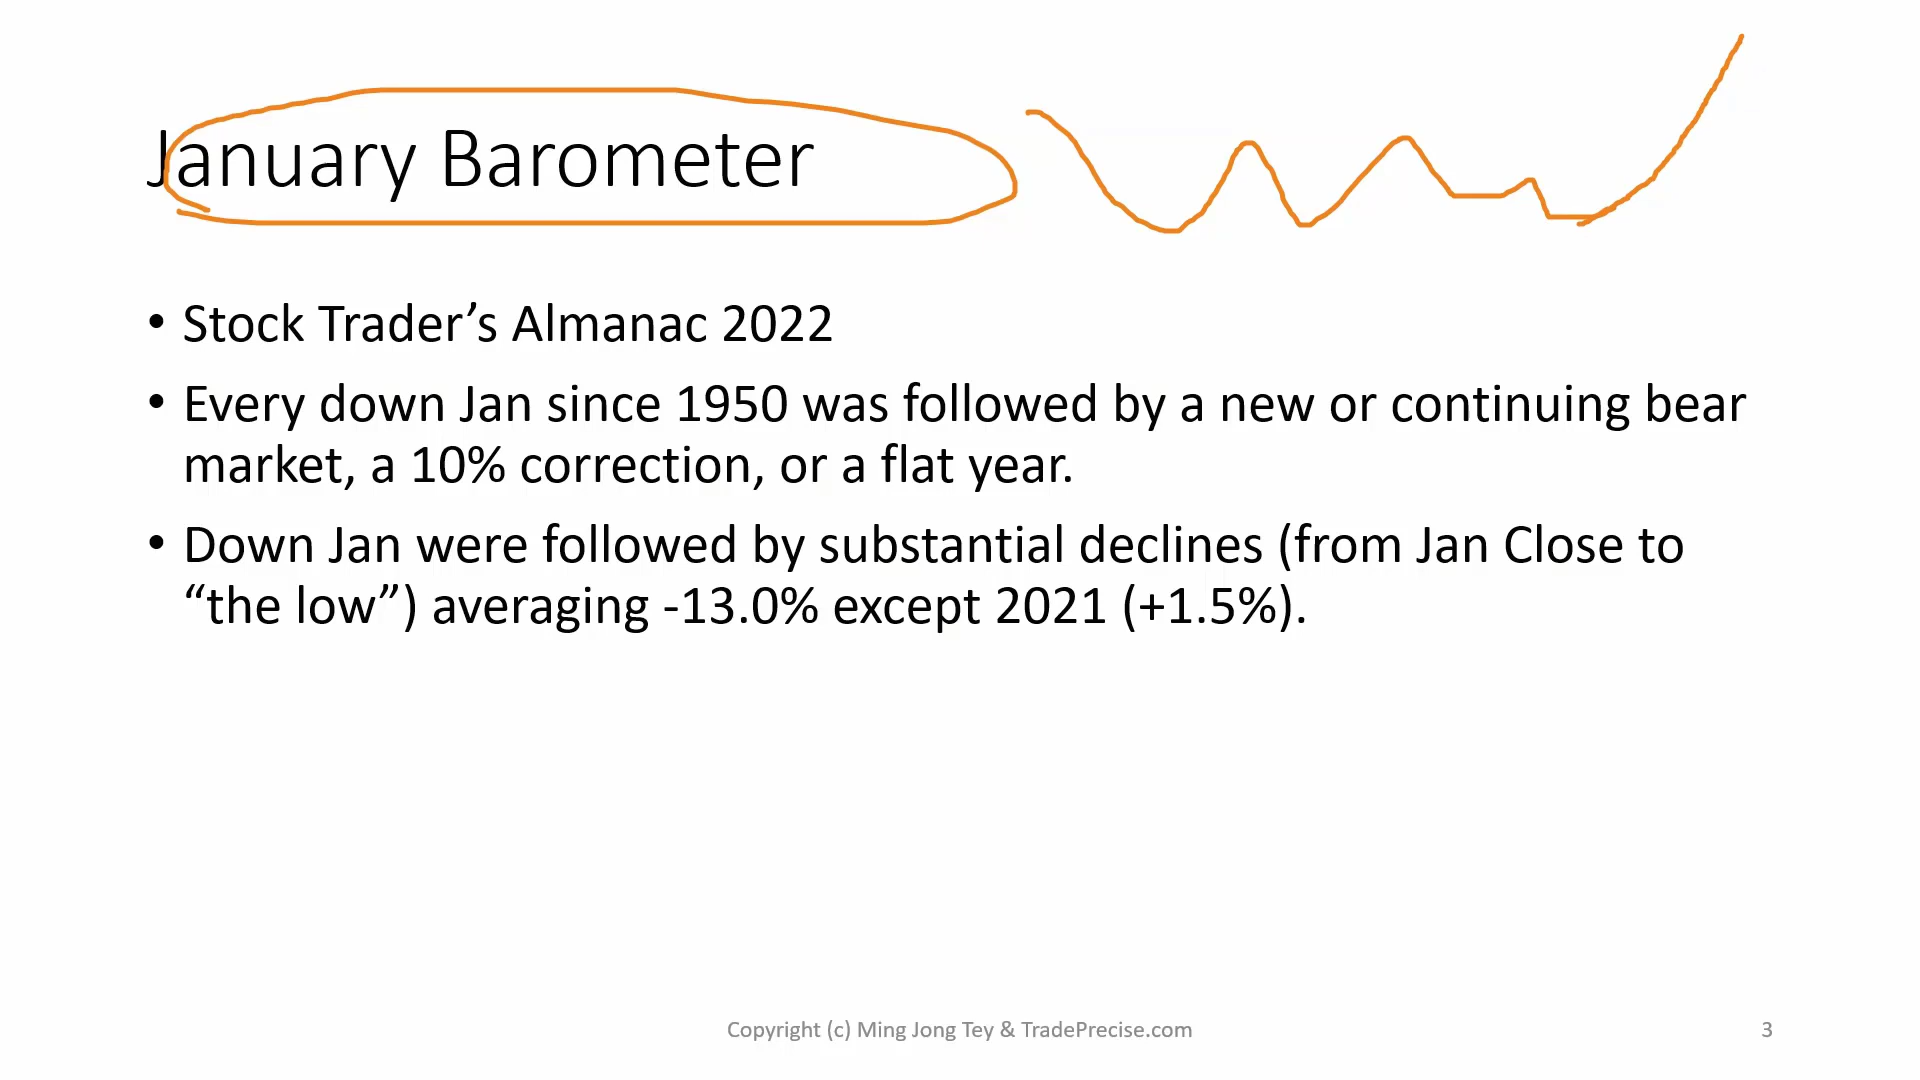 January Barometer
• Stock Trader’s Almanac 2022
• Every down Jan since 1950 was followed by a new or continuing bear
market, a 10% correction, or a flat year.
• Down Jan were followed by substantial declines (from Jan Close to
“the low”) averaging -13.0% except 2021 (+1.5%).
Copyright (c) Ming Jong Tey & TradePrecise.com
3